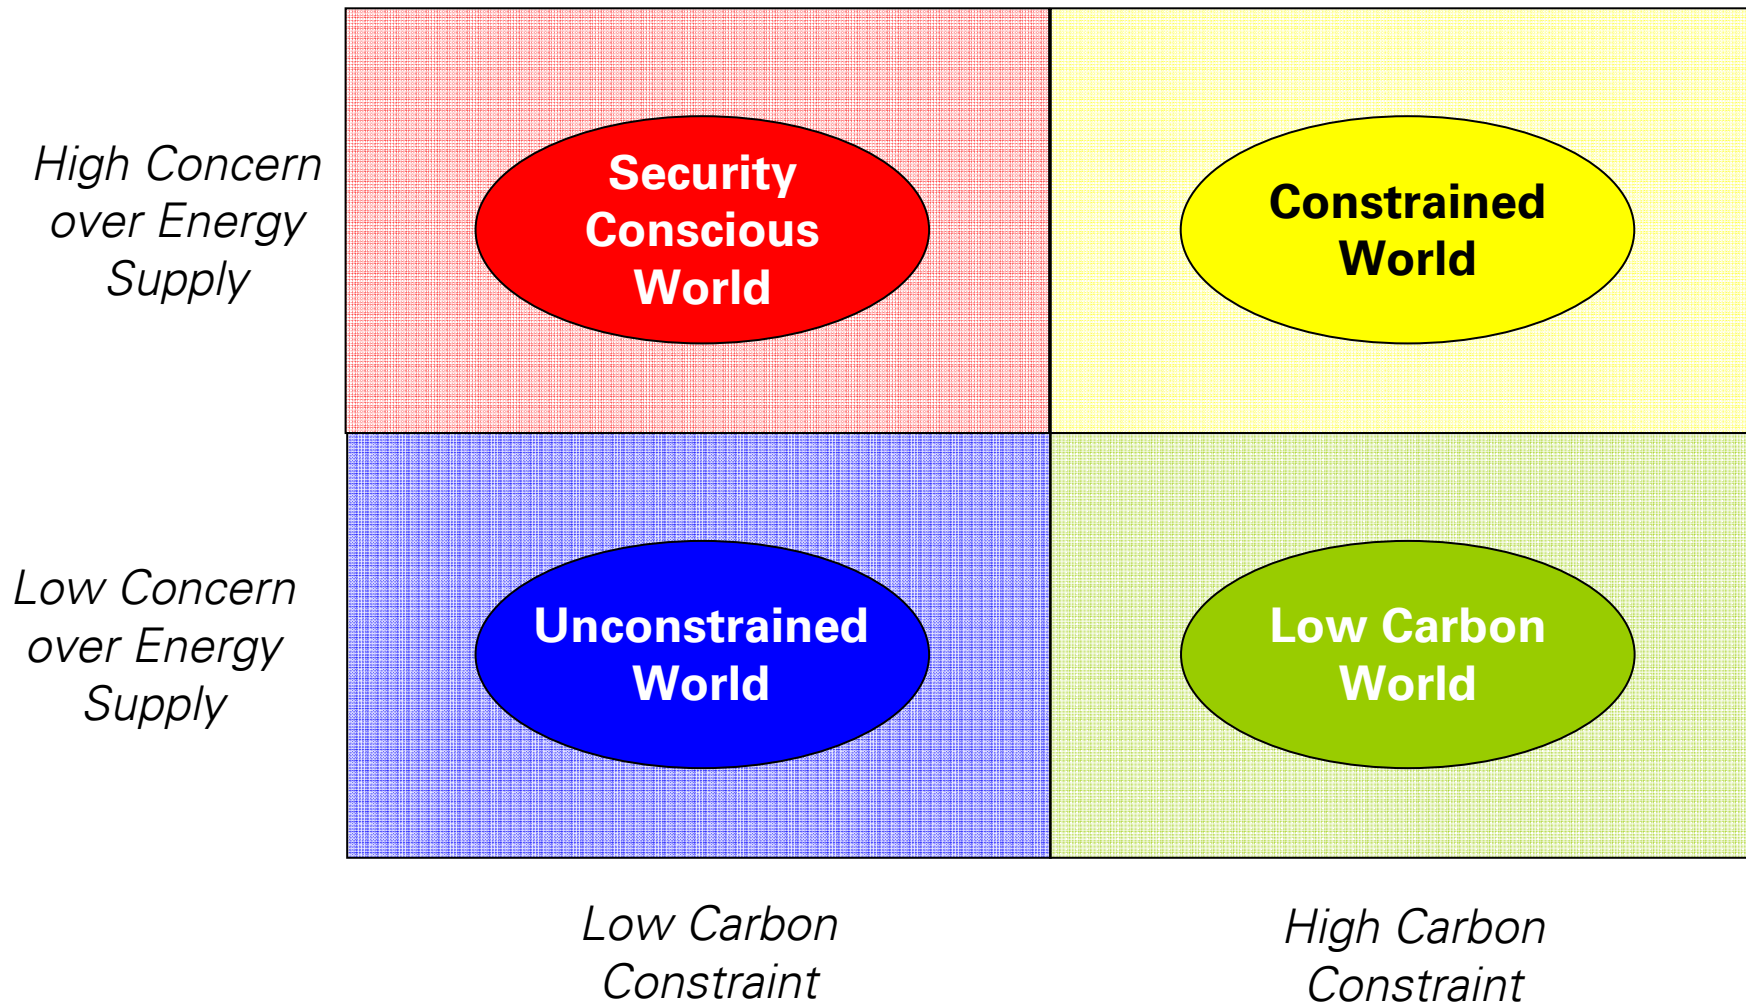 High Concern
over Energy
Supply
Security
Conscious
World
Constrained
World
Low Concern
over Energy
Supply
Unconstrained
World
Low Carbon
World
Low Carbon
Constraint
High Carbon
Constraint